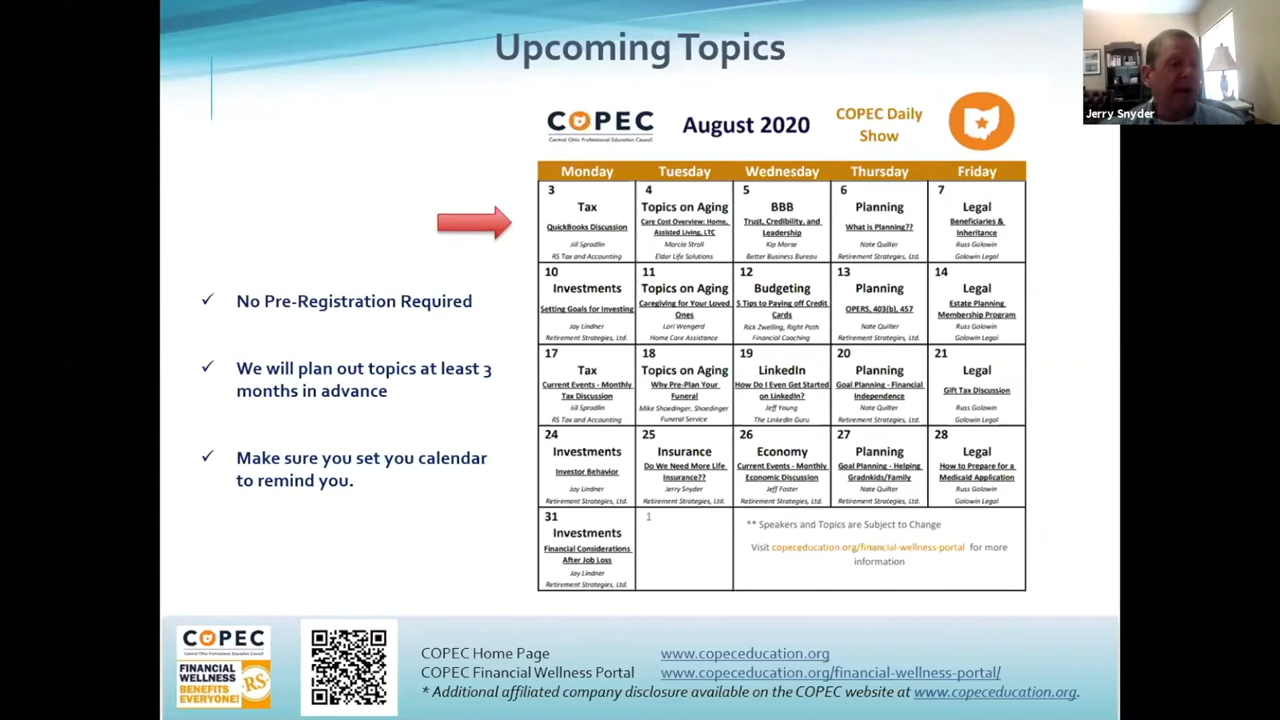 Upcoming Topics
Jerry Snyder
COPEC
Central Ohio Professional Education Council
August 2020
COPEC Daily
Show
Monday Tuesday Wednesday Thursday Friday
3 4 5 6 7
Tax Topics on Aging BBB Planning Legal
QuickBooks Discussion
Care Cost Overview: Home,
Assisted Living, LTC
Trust, Credibility, and
Leadership
What is Planning??
Beneficiaries &
Inheritance
Jill Spradlin Marcia Stroll Kip Morse Nate Quilter Russ Golowin
RS Tax and Accounting Elder Life Solutions Better Business Bureau Retirement Strategies, Ltd. Golowin Legal
10 11 12 13 14
Investments Topics on Aging Budgeting Planning Legal
Setting Goals for Investing
Caregiving for Your Loved
Ones
5 Tips to Paying off Credit
Cards
OPERS, 403(b), 457
Estate Planning
Membership Program
Jay Lindner Lori Wengerd Rick Zwelling, Right Path Nate Quilter Russ Golowin
Retirement Strategies, Ltd. Home Care Assistance Financial Coaching Retirement Strategies, Ltd. Golowin Legal
17 18 19 20 21
Tax Topics on Aging LinkedIn Planning Legal
Current Events - Monthly
Tax Discussion
Why Pre-Plan Your
Funeral
How Do I Even Get Started
on LinkedIn?
Goal Planning - Financial
Independence
Gift Tax Discussion
Jill Spradlin Mike Shoedinger, Shoedinger Jeff Young Nate Quilter Russ Golowin
RS Tax and Accounting Funeral Service The LinkedIn Guru Retirement Strategies, Ltd. Golowin Legal
24 25 26 27 28
Investments Insurance Economy Planning Legal
Investor Behavior
Do We Need More Life
Insurance??
Current Events - Monthly
Economic Discussion
Goal Planning - Helping
Gradnkids/Family
How to Prepare for a
Medicaid Application
Jay Lindner Jerry Snyder Jeff Foster Nate Quilter Russ Golowin
Retirement Strategies, Ltd. Retirement Strategies, Ltd. Retirement Strategies, Ltd. Retirement Strategies, Ltd. Golowin Legal
31 1
Investments
Financial Considerations
After Job Loss
Jay Lindner
Retirement Strategies, Ltd.
** Speakers and Topics are Subject to Change
Visit copeceducation.org/financial-wellness-portal for more
information
✓ No Pre-Registration Required
✓ We will plan out topics at least 3
months in advance
✓ Make sure you set you calendar
to remind you.
COPEC
Central Ohio Professional Education Council
FINANCIAL
WELLNESS
BENEFITS
EVERYONE!
RS
COPEC Home Page www.copeceducation.org
COPEC Financial Wellness Portal www.copeceducation.org/financial-wellness-portal/
* Additional affiliated company disclosure available on the COPEC website at www.copeceducation.org.